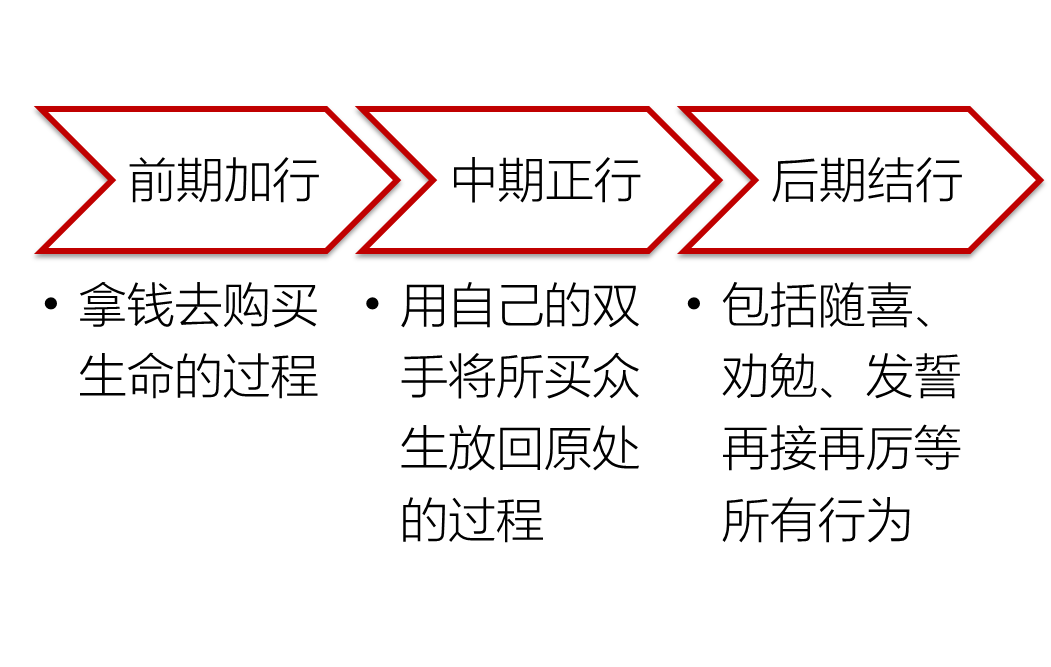 前期加行
中期正行
后期结行
• 拿钱去购买
生命的过程
• 用自己的双
手将所买众
生放回原处
的过程
• 包括随喜、
劝勉、发誓
再接再厉等
所有行为